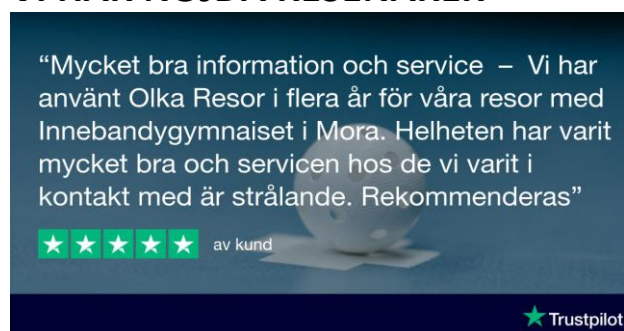 “Mycket bra information och service – Vi har
använt Olka Resor i flera år för våra resor med
Innebandygymnaiset i Mora. Helheten har varit
mycket bra och servicen hos de vi varit i
kontakt med är strålande. Rekommenderas”
av kund
Trustpilot